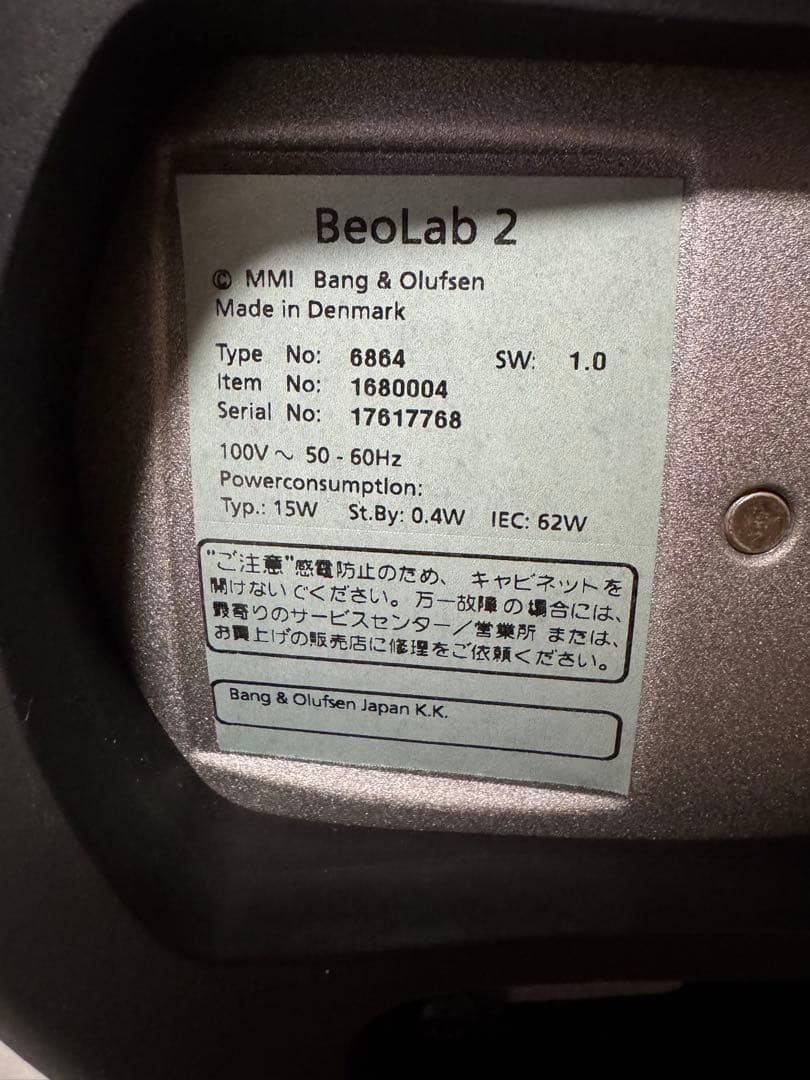 BeoLab 2
© MMI Bang & Olufsen
Made in Denmark
Type No: 6864 SW: 1.0
Item No: 1680004
Serial No: 17617768
100V ~ 50 - 60Hz
Powerconsumption:
Typ.: 15W St.By: 0.4W IEC: 62W
"ご注意"感電防止のため、 キャビネットを
開けないでください。万一故障の場合には、
最寄りのサービスセンター/営業所 または、
お買上げの販売店に修理をご依頼ください。
Bang & Olufsen Japan K.K.